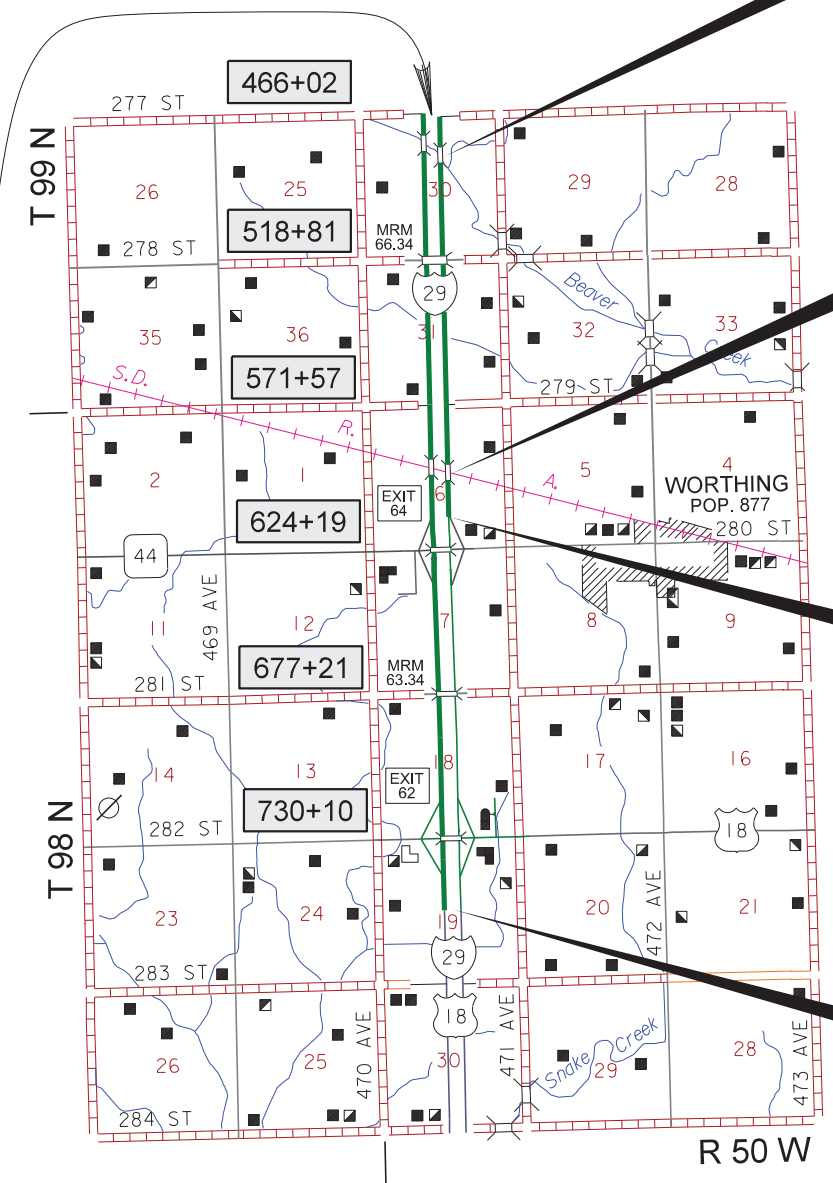 466+02
277 ST
T 99 N
26
25
30
29
28
518+81
MRM
66.34
278 ST
29
Beaver
Creek
35
36
31
32
33
571+57
279 ST
S.D.
R.
A.
2
1
6
5
4
EXIT
64
WORTHING
POP. 877
624+19
280 ST
44
469 AVE
11
12
7
8
9
677+21
MRM
63.34
281 ST
14
13
18
17
16
EXIT
62
730+10
282 ST
18
T 98 N
23
24
19
20
21
472 AVE
283 ST
29
18
470 AVE
471 AVE
473 AVE
26
25
30
Snake Creek
29
28
284 ST
R 50 W